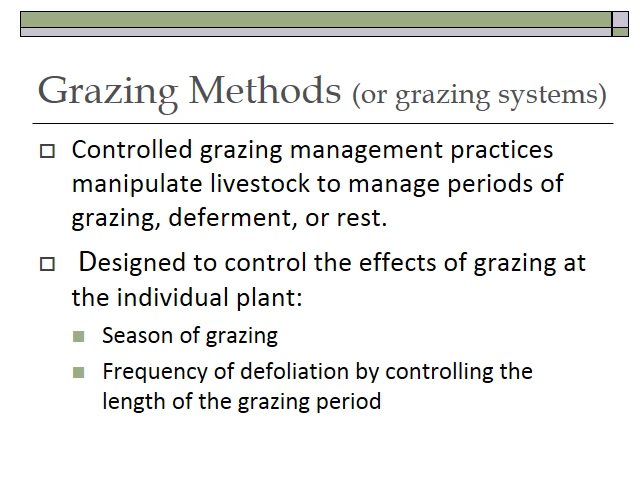 Grazing Methods (or grazing systems)
Controlled grazing management practices
manipulate livestock to manage periods of
grazing, deferment, or rest.
Designed to control the effects of grazing at
the individual plant:
Season of grazing
Frequency of defoliation by controlling the
length of the grazing period